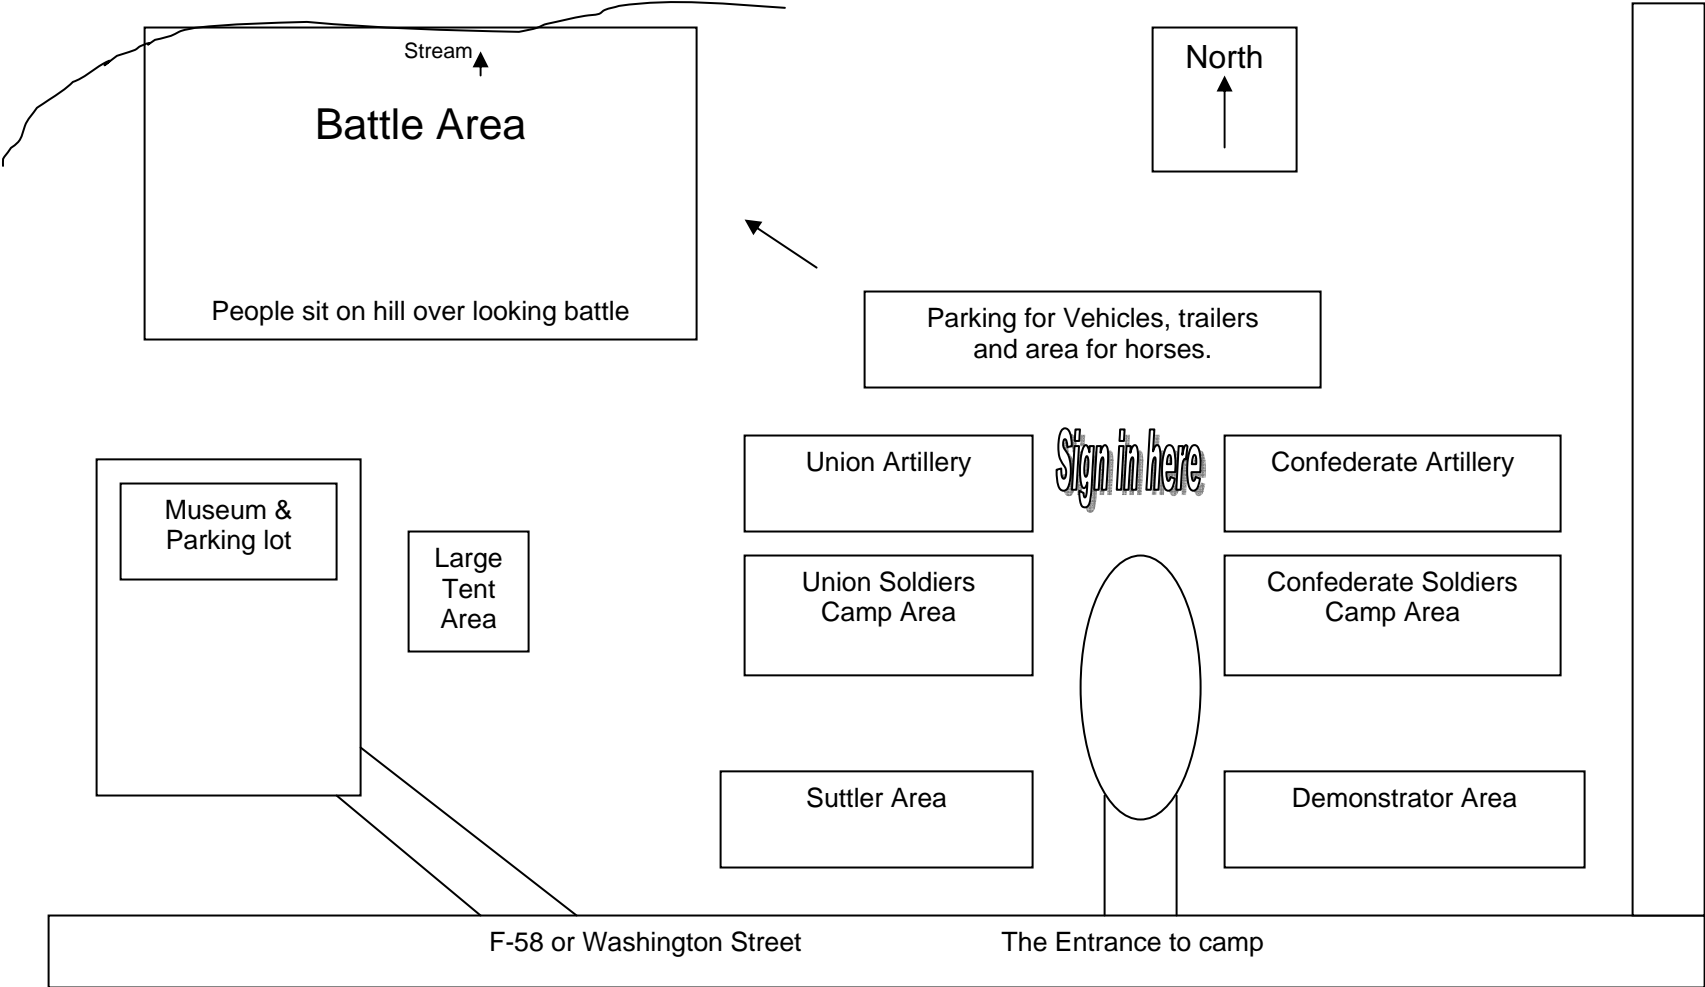 Stream
North
Battle Area
People sit on hill over looking battle
Parking for Vehicles, trailers
and area for horses.
Union Artillery
Sign in here
Confederate Artillery
Museum &
Parking lot
Large
Tent
Area
Union Soldiers
Camp Area
Confederate Soldiers
Camp Area
Suttler Area
Demonstrator Area
F-58 or Washington Street
The Entrance to camp